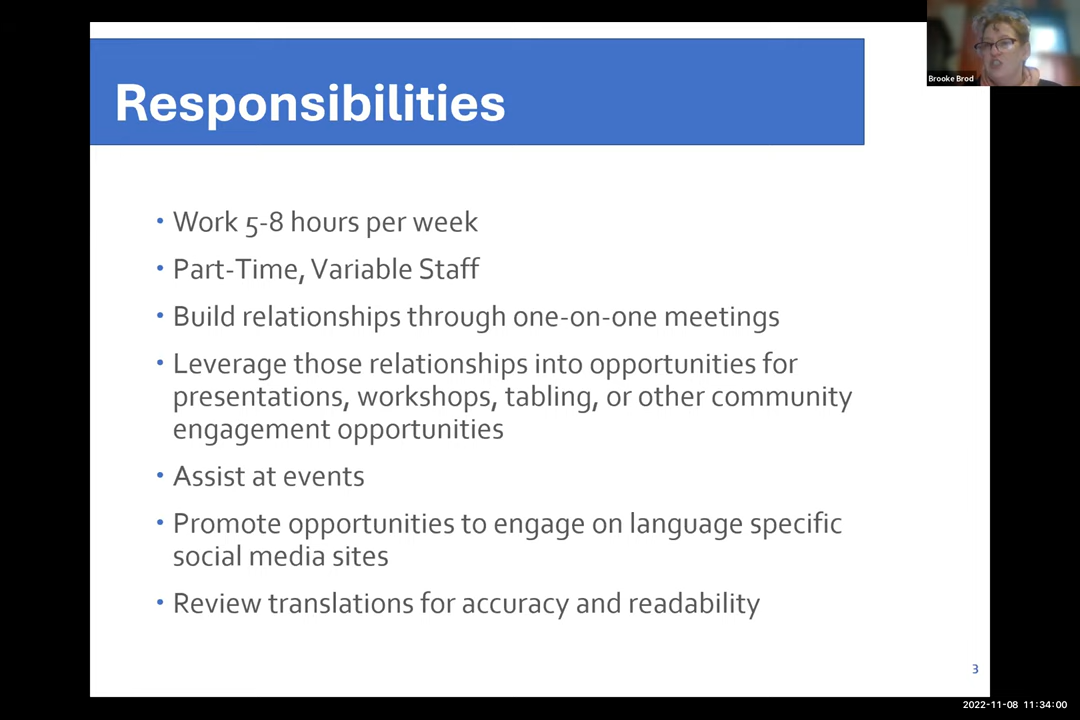 Brooke Brod
Responsibilities
• Work 5-8 hours per week
• Part-Time, Variable Staff
• Build relationships through one-on-one meetings
• Leverage those relationships into opportunities for
presentations, workshops, tabling, or other community
engagement opportunities
• Assist at events
• Promote opportunities to engage on language specific
social media sites
• Review translations for accuracy and readability
3
2022-11-08 11:34:00